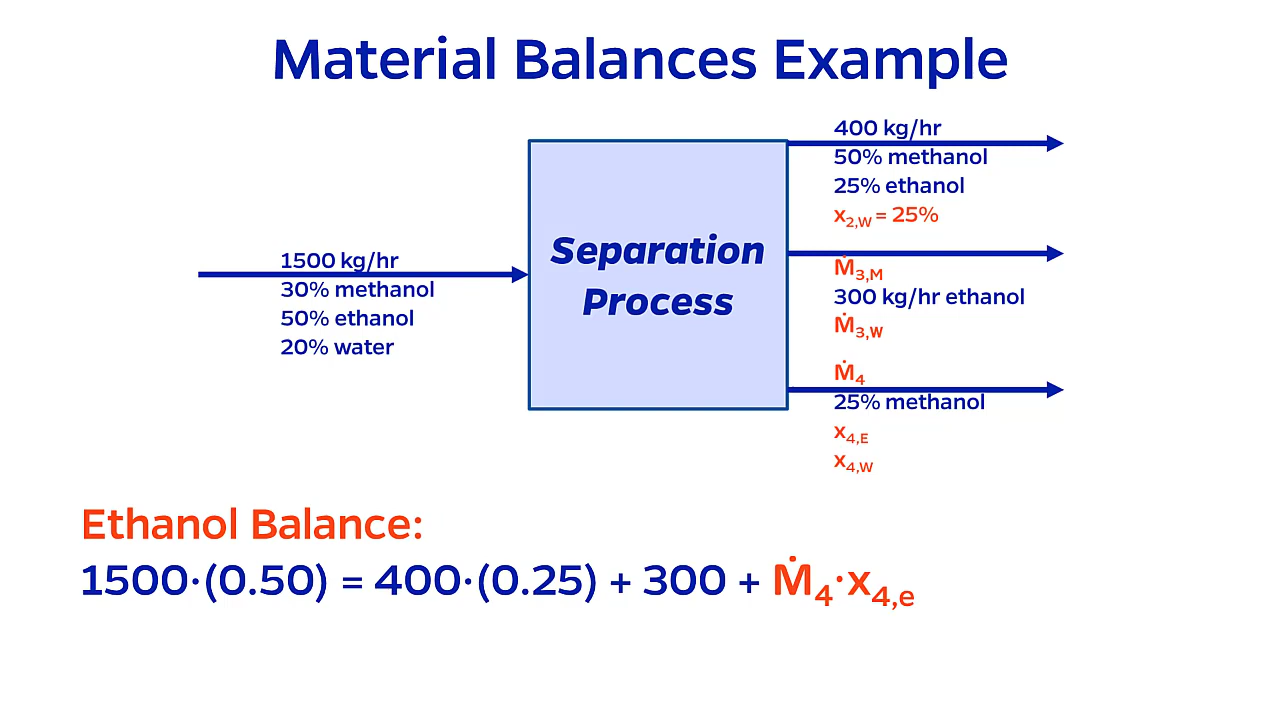 Material Balances Example
1500 kg/hr
30% methanol
50% ethanol
20% water
Separation
Process
400 kg/hr
50% methanol
25% ethanol
x₂,W = 25%
Ṁ₃,M
300 kg/hr ethanol
Ṁ₃,W
Ṁ₄
25% methanol
x₄,E
x₄,W
Ethanol Balance:
1500·(0.50) = 400·(0.25) + 300 + Ṁ₄·x₄,e